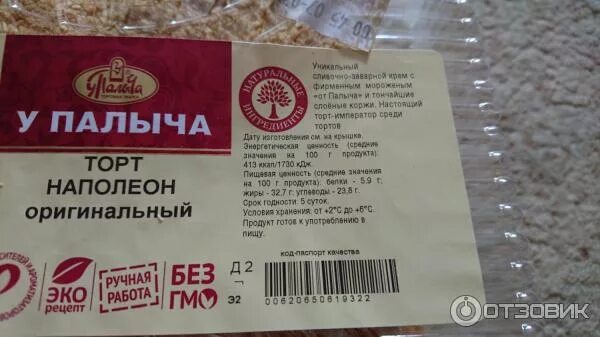 У Палыча
ТОРГОВАЯ МАРКА
У ПАЛЫЧА
ТОРТ
НАПОЛЕОН
оригинальный
НАТУРАЛЬНЫЕ
ИНГРЕДИЕНТЫ
Уникальный
сливочно-заварной крем с
фирменным мороженым
«от Палыча» и тончайшие
слоёные коржи. Настоящий
торт-император среди
тортов
Дату изготовления см. на крышке.
Энергетическая ценность (средние
значения на 100 г продукта):
413 ккал/1730 кДж.
Пищевая ценность (средние значения
на 100 г продукта): белки - 5,9 г;
жиры - 32,7 г; углеводы - 23,8 г.
Срок годности: 5 суток.
Условия хранения: от +2°С до +6°С.
Продукт готов к употреблению в
пищу.
код-паспорт качества
Д 2
Э2
00620650619322
ЭКО
рецепт
РУЧНАЯ
РАБОТА
БЕЗ
ГМО
ОТЗОВИК